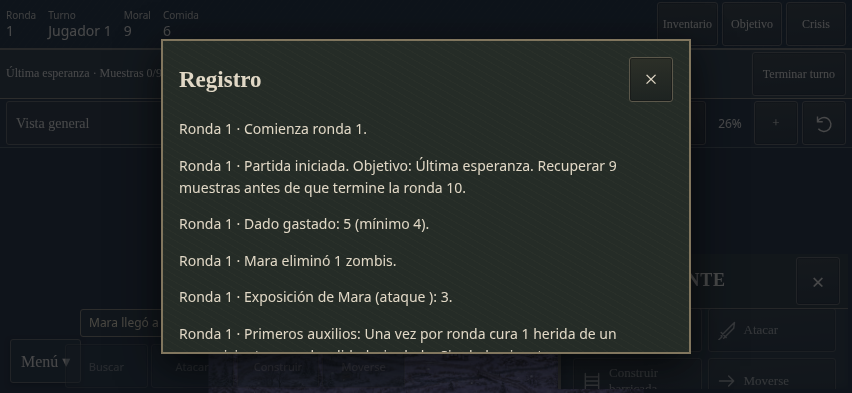 Ronda Turno Moral Comida
1 Jugador 1 9 6
Inventario Objetivo Crisis
Última esperanza · Muestras 0/9
Terminar turno
Vista general
26% +
Registro
×
Ronda 1 · Comienza ronda 1.
Ronda 1 · Partida iniciada. Objetivo: Última esperanza. Recuperar 9
muestras antes de que termine la ronda 10.
Ronda 1 · Dado gastado: 5 (mínimo 4).
Ronda 1 · Mara eliminó 1 zombis.
Ronda 1 · Exposición de Mara (ataque ): 3.
Ronda 1 · Primeros auxilios: Una vez por ronda cura 1 herida de un
NTE ×
Mara llegó a
Atacar
Menú ▾
Buscar Atacar Construir Moverse
Construir
barricada
Moverse